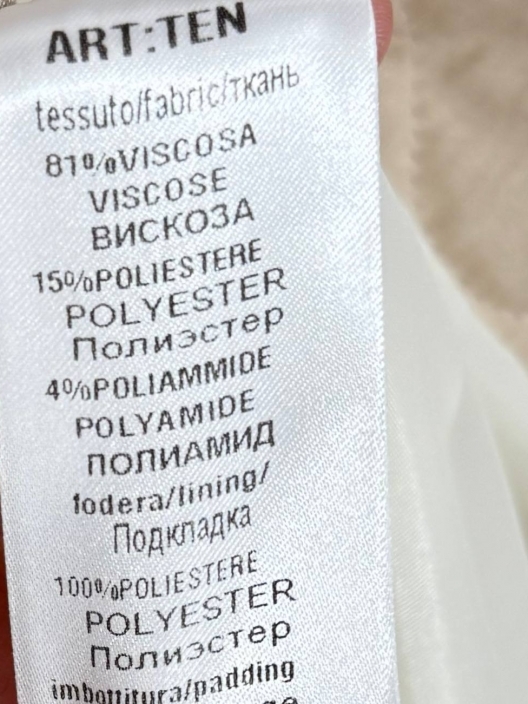 ART:TEN
tessuto/fabric/ткань
81%VISCOSA
VISCOSE
ВИСКОЗА
15%POLIESTERE
POLYESTER
Полиэстер
4%POLIAMMIDE
POLYAMIDE
ПОЛИАМИД
fodera/lining/
Подкладка
100%POLIESTERE
POLYESTER
Полиэстер
imbottitura/padding